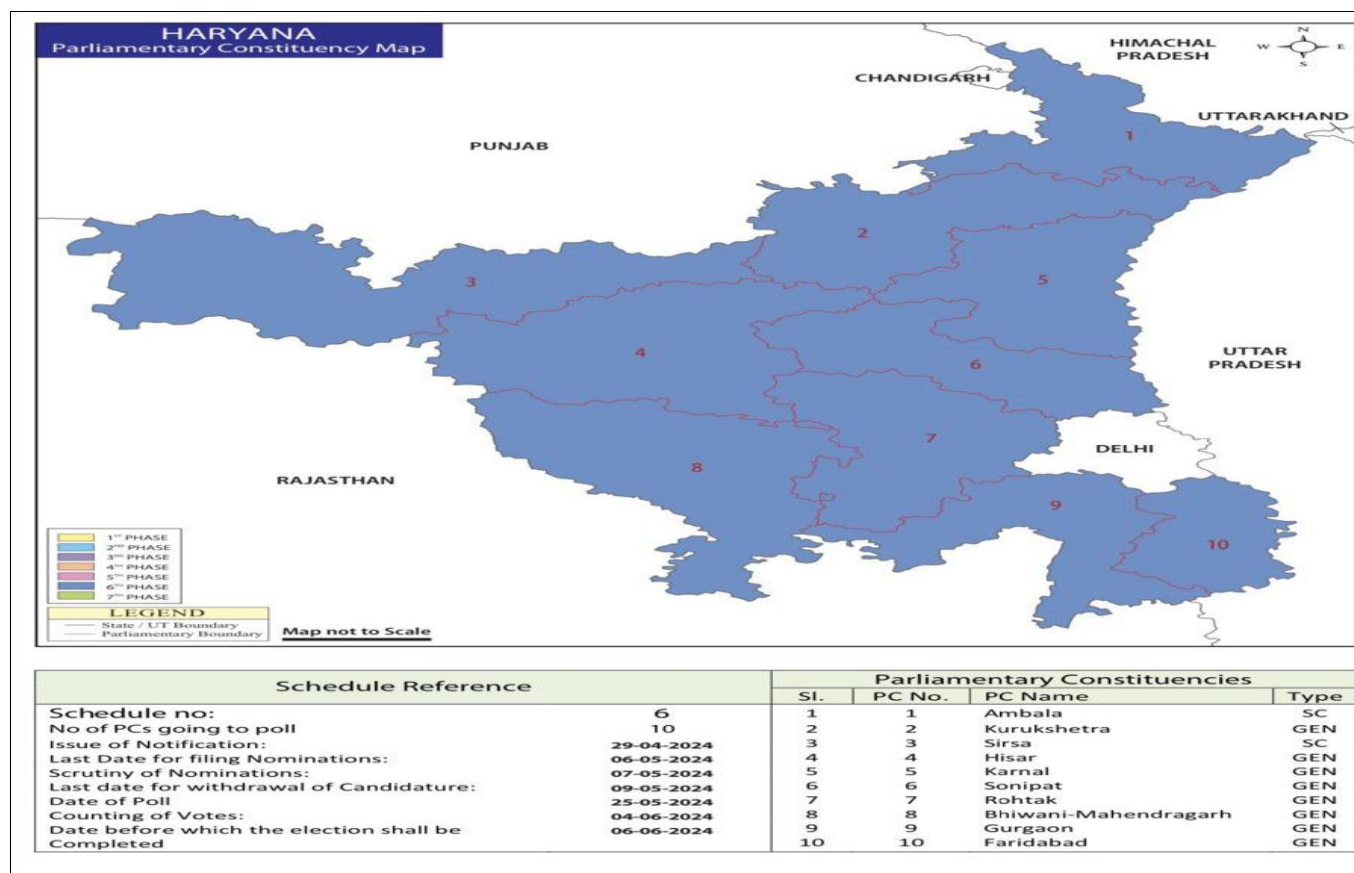 HARYANA
Parliamentary Constituency Map
N
W E
S
HIMACHAL
PRADESH
CHANDIGARH
UTTARAKHAND
PUNJAB
1
2
3
5
4
6
UTTAR
PRADESH
7
DELHI
8
RAJASTHAN
9
10
1ST PHASE
2ND PHASE
3RD PHASE
4TH PHASE
5TH PHASE
6TH PHASE
7TH PHASE
LEGEND
State / UT Boundary
Parliamentary Boundary
Map not to Scale
Schedule Reference
Schedule no: 6
No of PCs going to poll 10
Issue of Notification: 29-04-2024
Last Date for filing Nominations: 06-05-2024
Scrutiny of Nominations: 07-05-2024
Last date for withdrawal of Candidature: 09-05-2024
Date of Poll 25-05-2024
Counting of Votes: 04-06-2024
Date before which the election shall be 06-06-2024
Completed
Parliamentary Constituencies
Sl. PC No. PC Name Type
1 1 Ambala SC
2 2 Kurukshetra GEN
3 3 Sirsa SC
4 4 Hisar GEN
5 5 Karnal GEN
6 6 Sonipat GEN
7 7 Rohtak GEN
8 8 Bhiwani-Mahendragarh GEN
9 9 Gurgaon GEN
10 10 Faridabad GEN